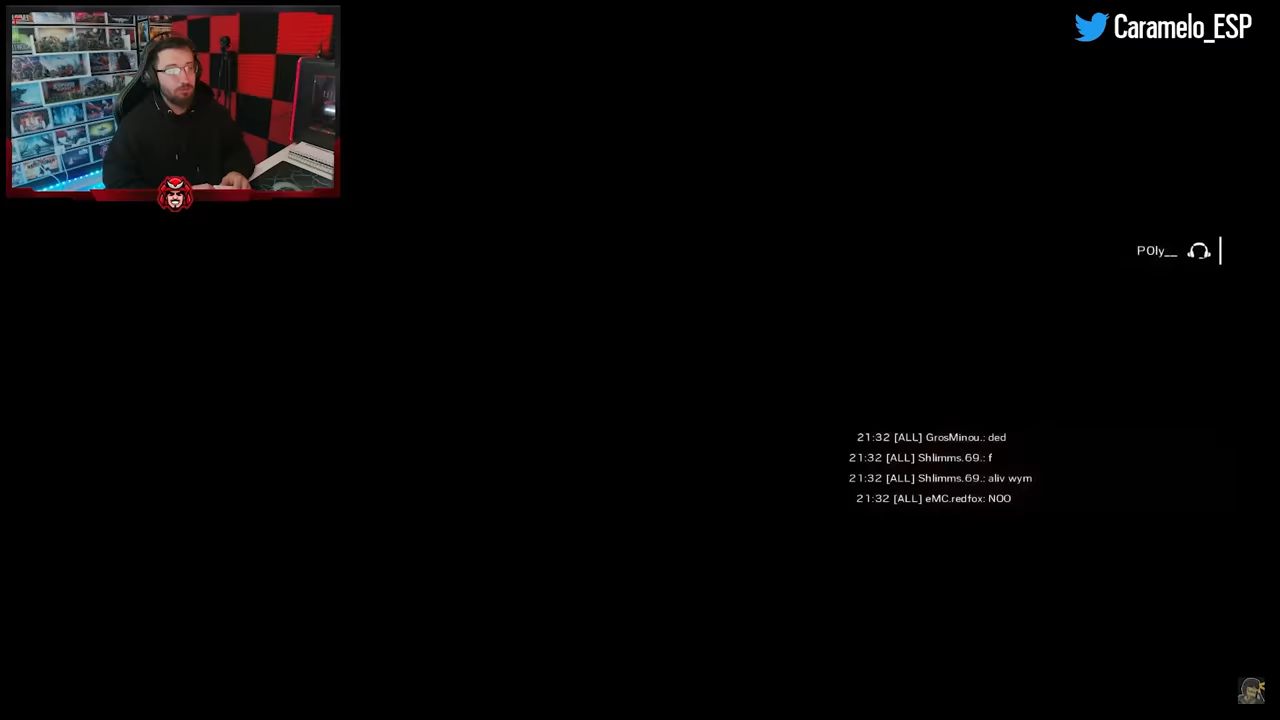 Caramelo_ESP
P0ly__
21:32 [ALL] GrosMinou.: ded
21:32 [ALL] Shlimms.69.: f
21:32 [ALL] Shlimms.69.: aliv wym
21:32 [ALL] eMC.redfox: NOO